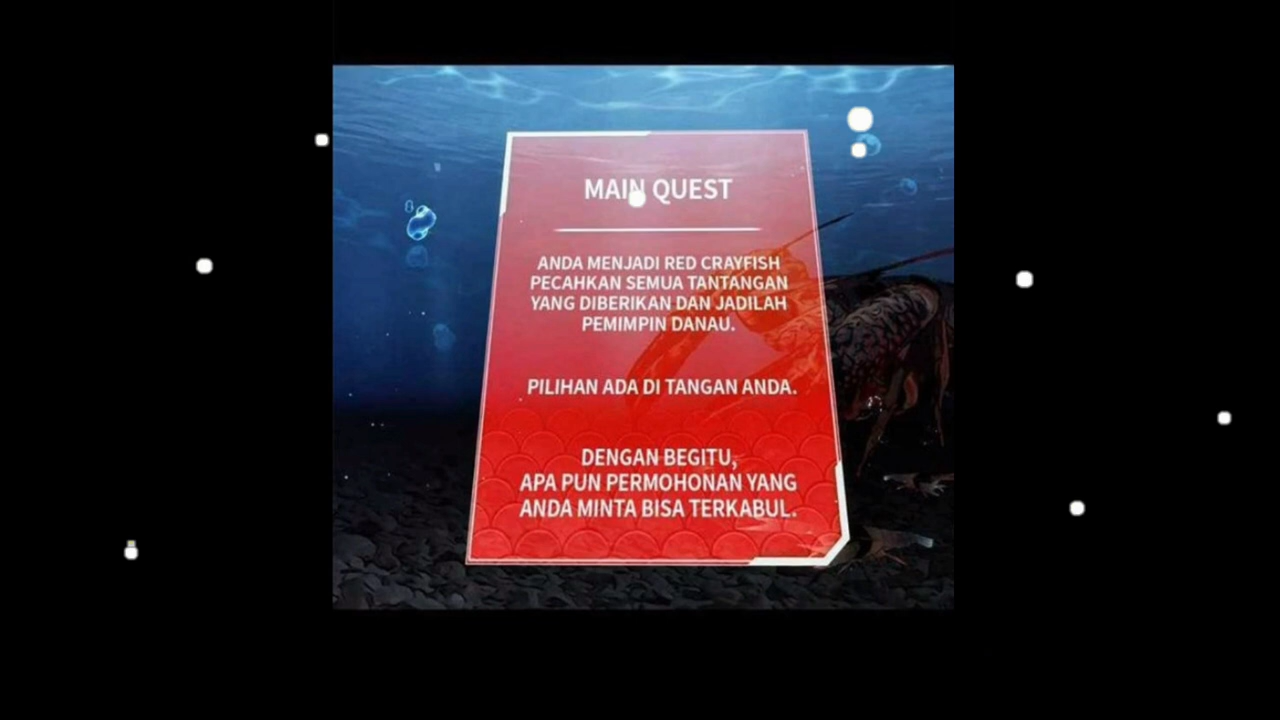 MAIN QUEST
ANDA MENJADI RED CRAYFISH
PECAHKAN SEMUA TANTANGAN
YANG DIBERIKAN DAN JADILAH
PEMIMPIN DANAU.
PILIHAN ADA DI TANGAN ANDA.
DENGAN BEGITU,
APA PUN PERMOHONAN YANG
ANDA MINTA BISA TERKABUL.